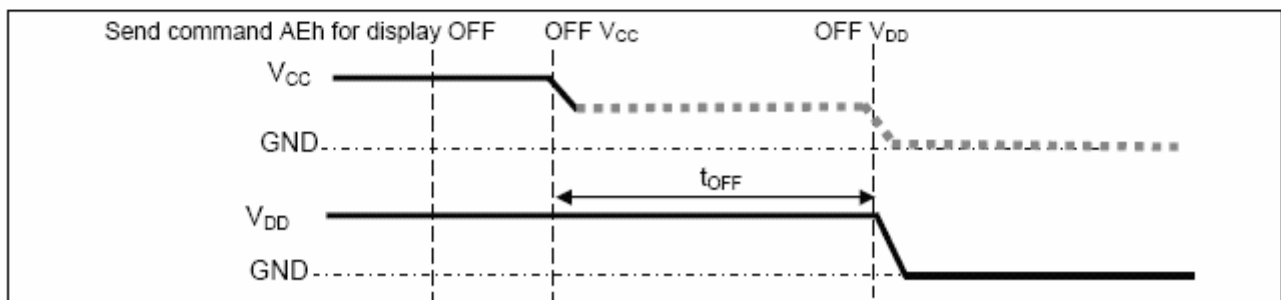 Send command AEh for display OFF OFF VCC OFF VDD
VCC
GND
tOFF
VDD
GND